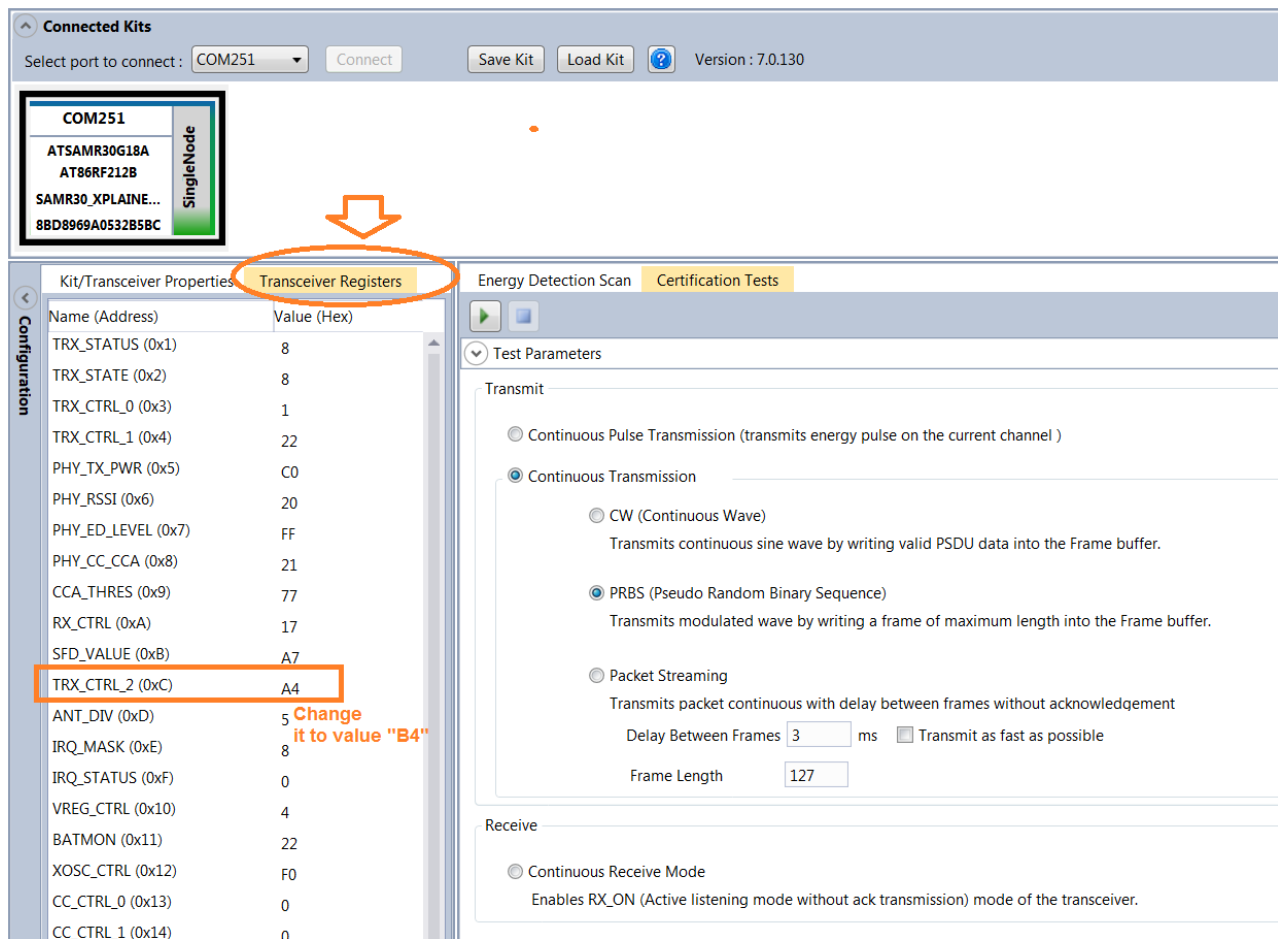 Connected Kits
Select port to connect : COM251 Connect Save Kit Load Kit ? Version : 7.0.130
COM251
ATSAMR30G18A
AT86RF212B
SAMR30_XPLAINE...
8BD8969A0532B5BC
SingleNode
Configuration
Kit/Transceiver Properties Transceiver Registers
Name (Address) Value (Hex)
TRX_STATUS (0x1) 8
TRX_STATE (0x2) 8
TRX_CTRL_0 (0x3) 1
TRX_CTRL_1 (0x4) 22
PHY_TX_PWR (0x5) C0
PHY_RSSI (0x6) 20
PHY_ED_LEVEL (0x7) FF
PHY_CC_CCA (0x8) 21
CCA_THRES (0x9) 77
RX_CTRL (0xA) 17
SFD_VALUE (0xB) A7
TRX_CTRL_2 (0xC) A4
ANT_DIV (0xD) 5
Change
it to value "B4"
IRQ_MASK (0xE) 8
IRQ_STATUS (0xF) 0
VREG_CTRL (0x10) 4
BATMON (0x11) 22
XOSC_CTRL (0x12) F0
CC_CTRL_0 (0x13) 0
CC_CTRL_1 (0x14) 0
Energy Detection Scan Certification Tests
Test Parameters
Transmit
Continuous Pulse Transmission (transmits energy pulse on the current channel )
Continuous Transmission
CW (Continuous Wave)
Transmits continuous sine wave by writing valid PSDU data into the Frame buffer.
PRBS (Pseudo Random Binary Sequence)
Transmits modulated wave by writing a frame of maximum length into the Frame buffer.
Packet Streaming
Transmits packet continuous with delay between frames without acknowledgement
Delay Between Frames 3 ms Transmit as fast as possible
Frame Length 127
Receive
Continuous Receive Mode
Enables RX_ON (Active listening mode without ack transmission) mode of the transceiver.